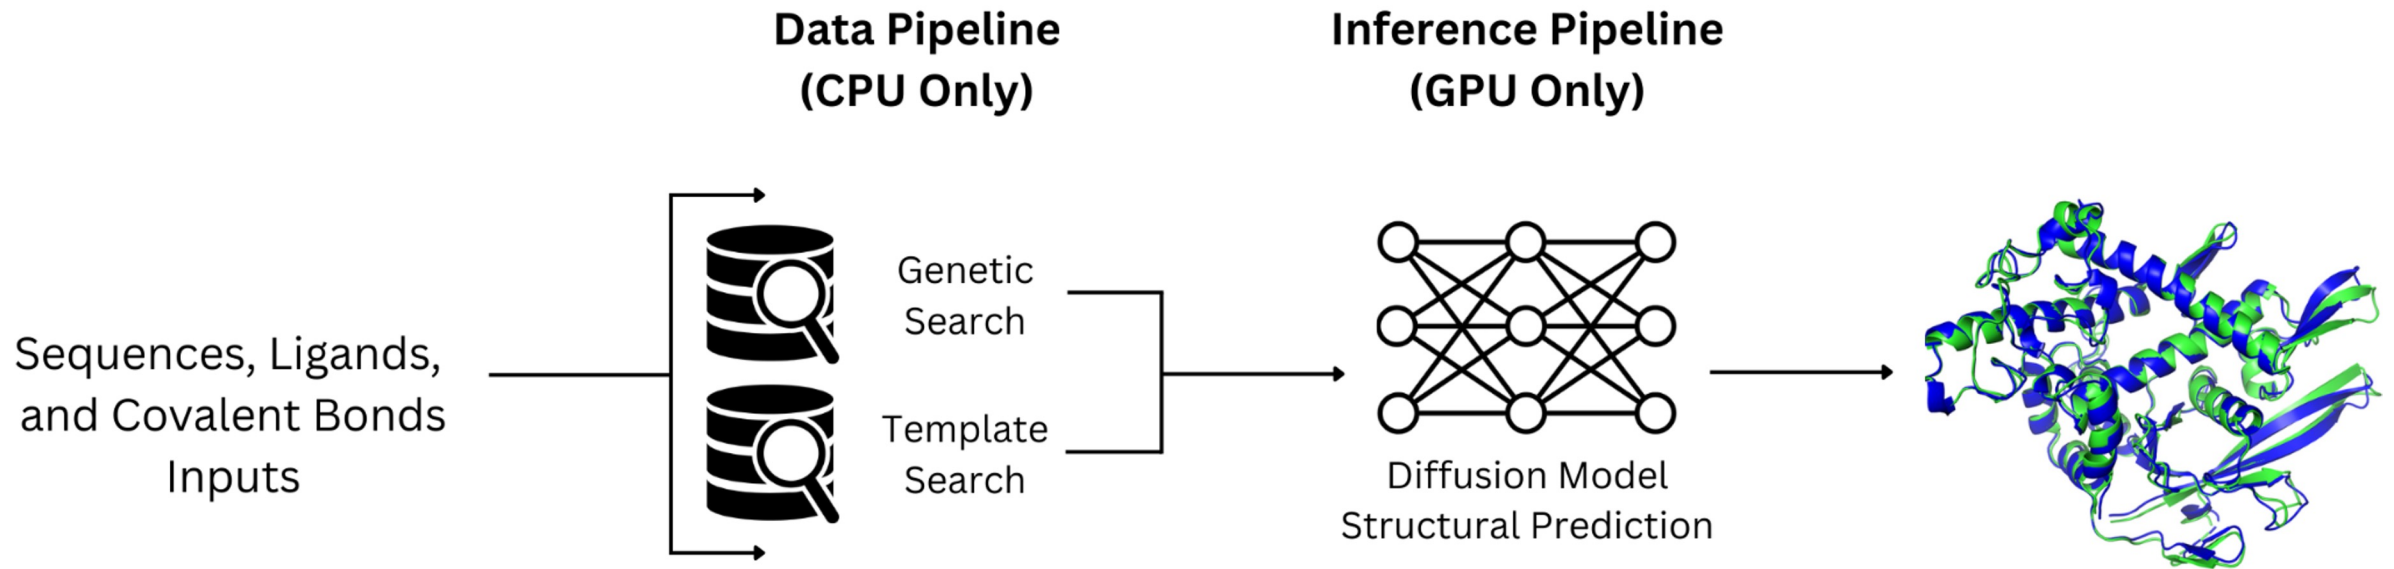 Data Pipeline
(CPU Only)
Inference Pipeline
(GPU Only)
Sequences, Ligands,
and Covalent Bonds
Inputs
Genetic
Search
Template
Search
Diffusion Model
Structural Prediction